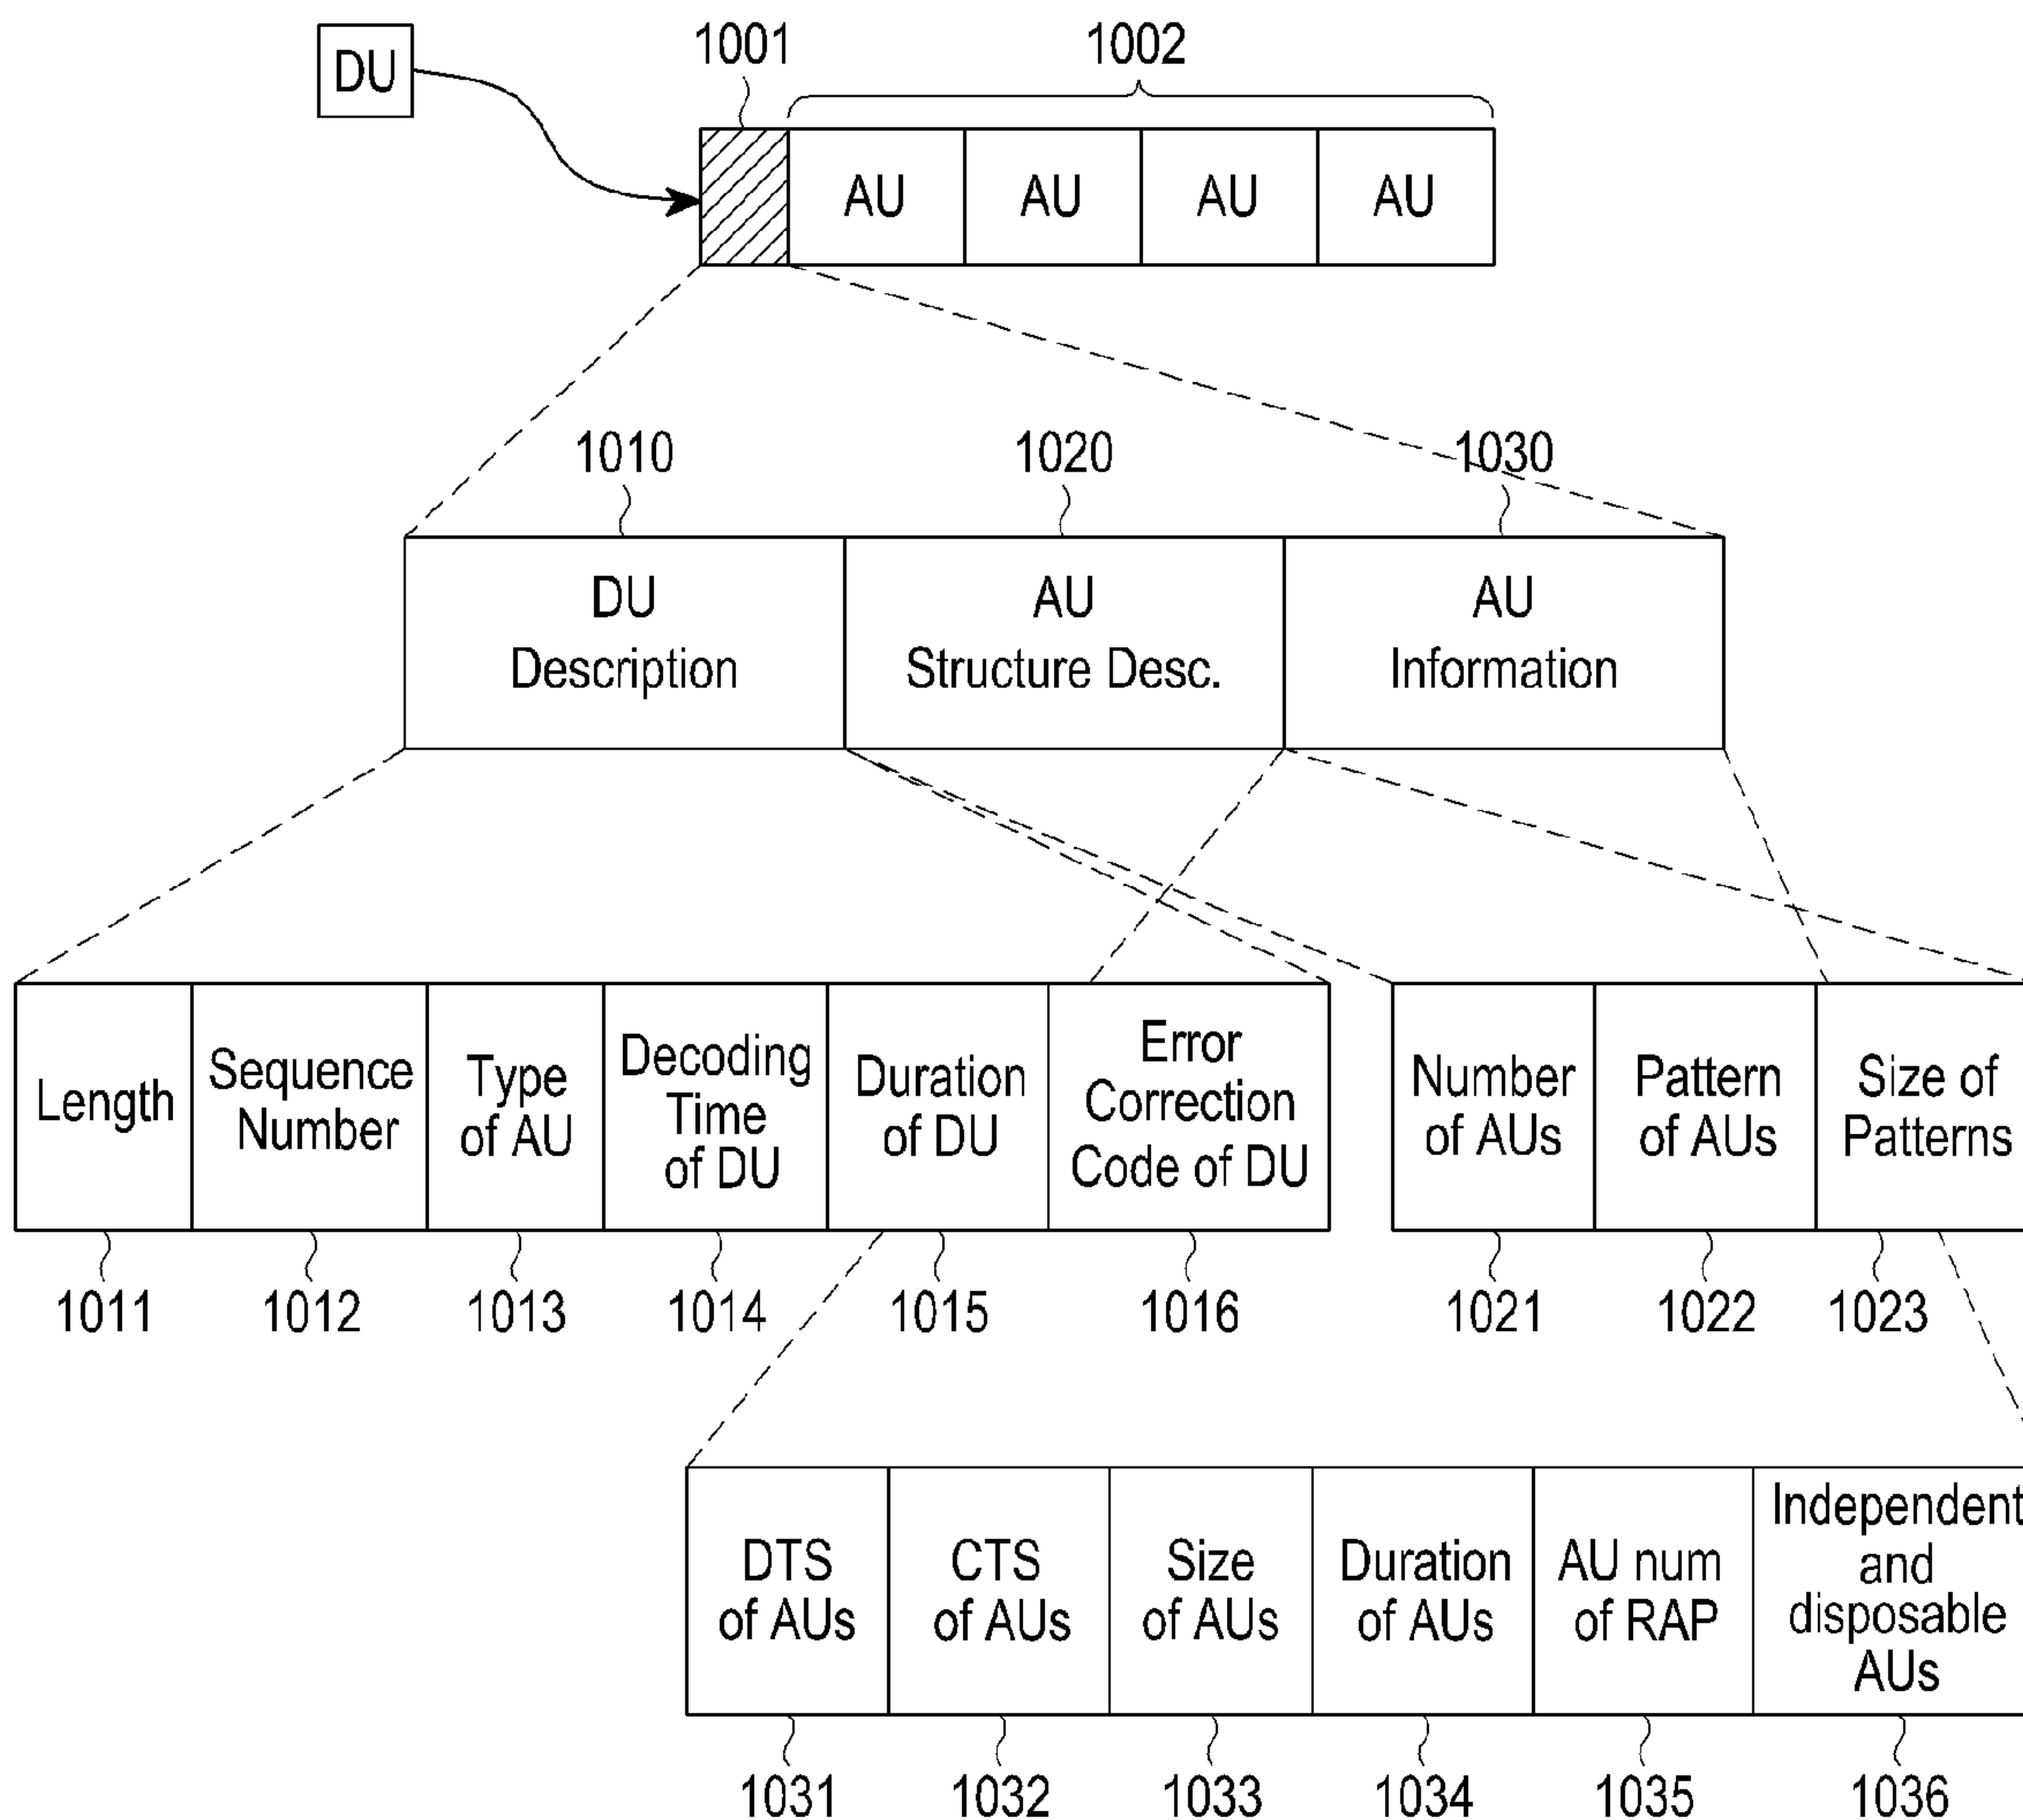 DU
1001
1002
AU
AU
AU
AU
1010
1020
1030
DU
Description
AU
Structure Desc.
AU
Information
Length
Sequence
Number
Type
of AU
Decoding
Time
of DU
Duration
of DU
Error
Correction
Code of DU
Number
of AUs
Pattern
of AUs
Size of
Patterns
1011
1012
1013
1014
1015
1016
1021
1022
1023
DTS
of AUs
CTS
of AUs
Size
of AUs
Duration
of AUs
AU num
of RAP
Independent
and
disposable
AUs
1031
1032
1033
1034
1035
1036